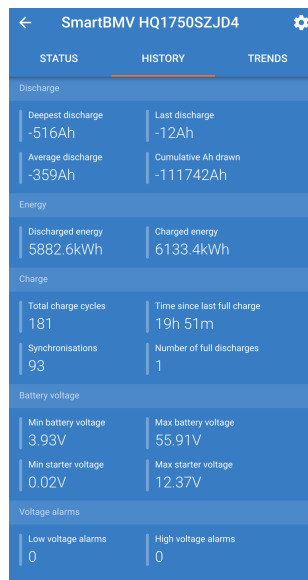 SmartBMV HQ1750SZJD4
STATUS HISTORY TRENDS
Discharge
Deepest discharge Last discharge
-516Ah -12Ah
Average discharge Cumulative Ah drawn
-359Ah -111742Ah
Energy
Discharged energy Charged energy
5882.6kWh 6133.4kWh
Charge
Total charge cycles Time since last full charge
181 19h 51m
Synchronisations Number of full discharges
93 1
Battery voltage
Min battery voltage Max battery voltage
3.93V 55.91V
Min starter voltage Max starter voltage
0.02V 12.37V
Voltage alarms
Low voltage alarms High voltage alarms
0 0